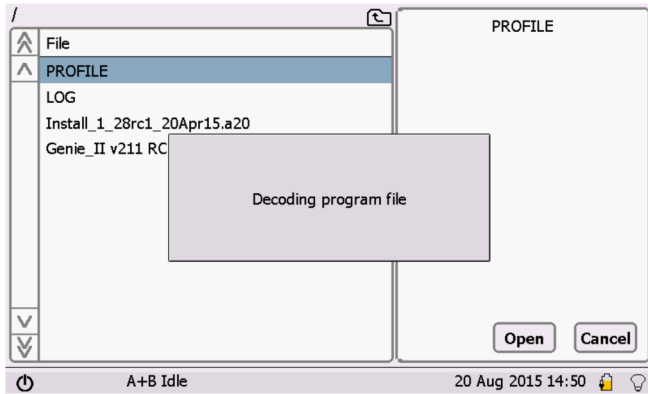 /
PROFILE
File
PROFILE
LOG
Install_1_28rc1_20Apr15.a20
Genie_II v211 RC
Decoding program file
Open
Cancel
A+B Idle
20 Aug 2015 14:50